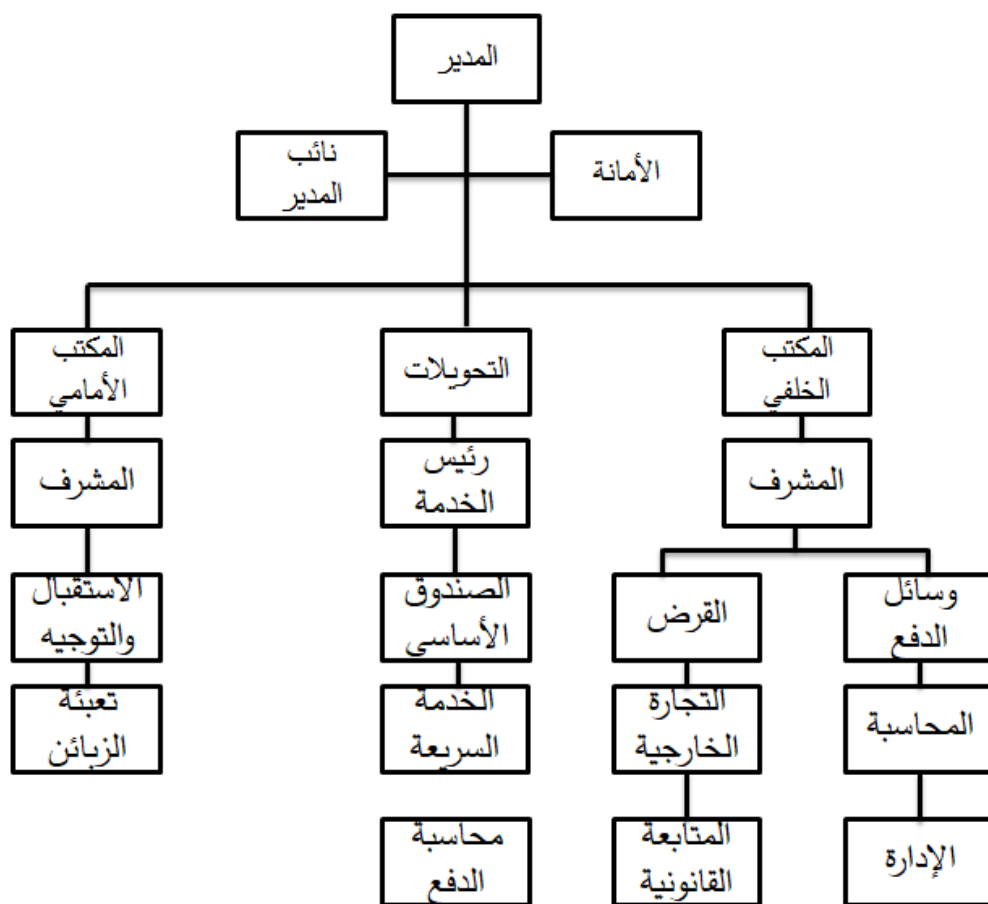 المدير
الأمانة
نائب
المدير
المكتب
الخلفي
التحويلات
المكتب
الأمامي
المشرف
رئيس
الخدمة
المشرف
وسائل
الدفع
القرض
الصندوق
الأساسي
الاستقبال
والتوجيه
المحاسبة
التجارة
الخارجية
الخدمة
السريعة
تعبئة
الزبائن
الإدارة
المتابعة
القانونية
محاسبة
الدفع